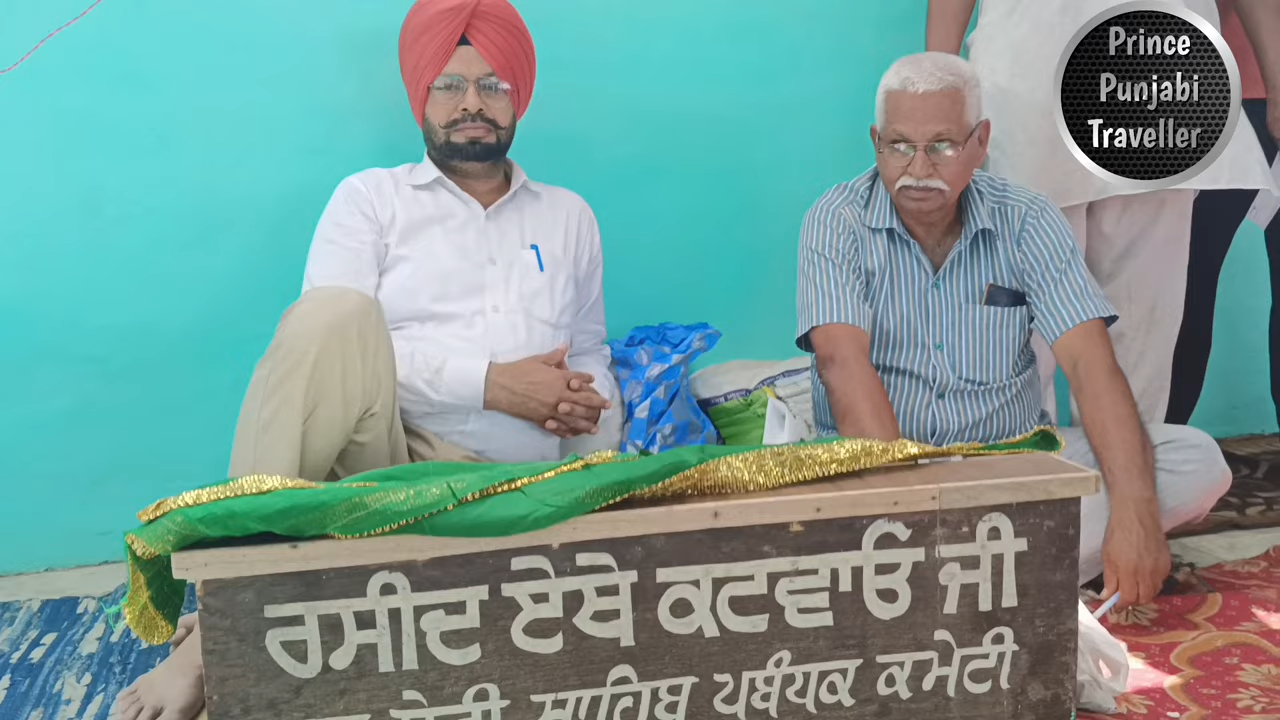 Prince
Punjabi
Traveller
ਰਸੀਦ ਏਥੇ ਕਟਵਾਓ ਜੀ
ਸਾਹਿਬ ਪ੍ਰਬੰਧਕ ਕਮੇਟੀ